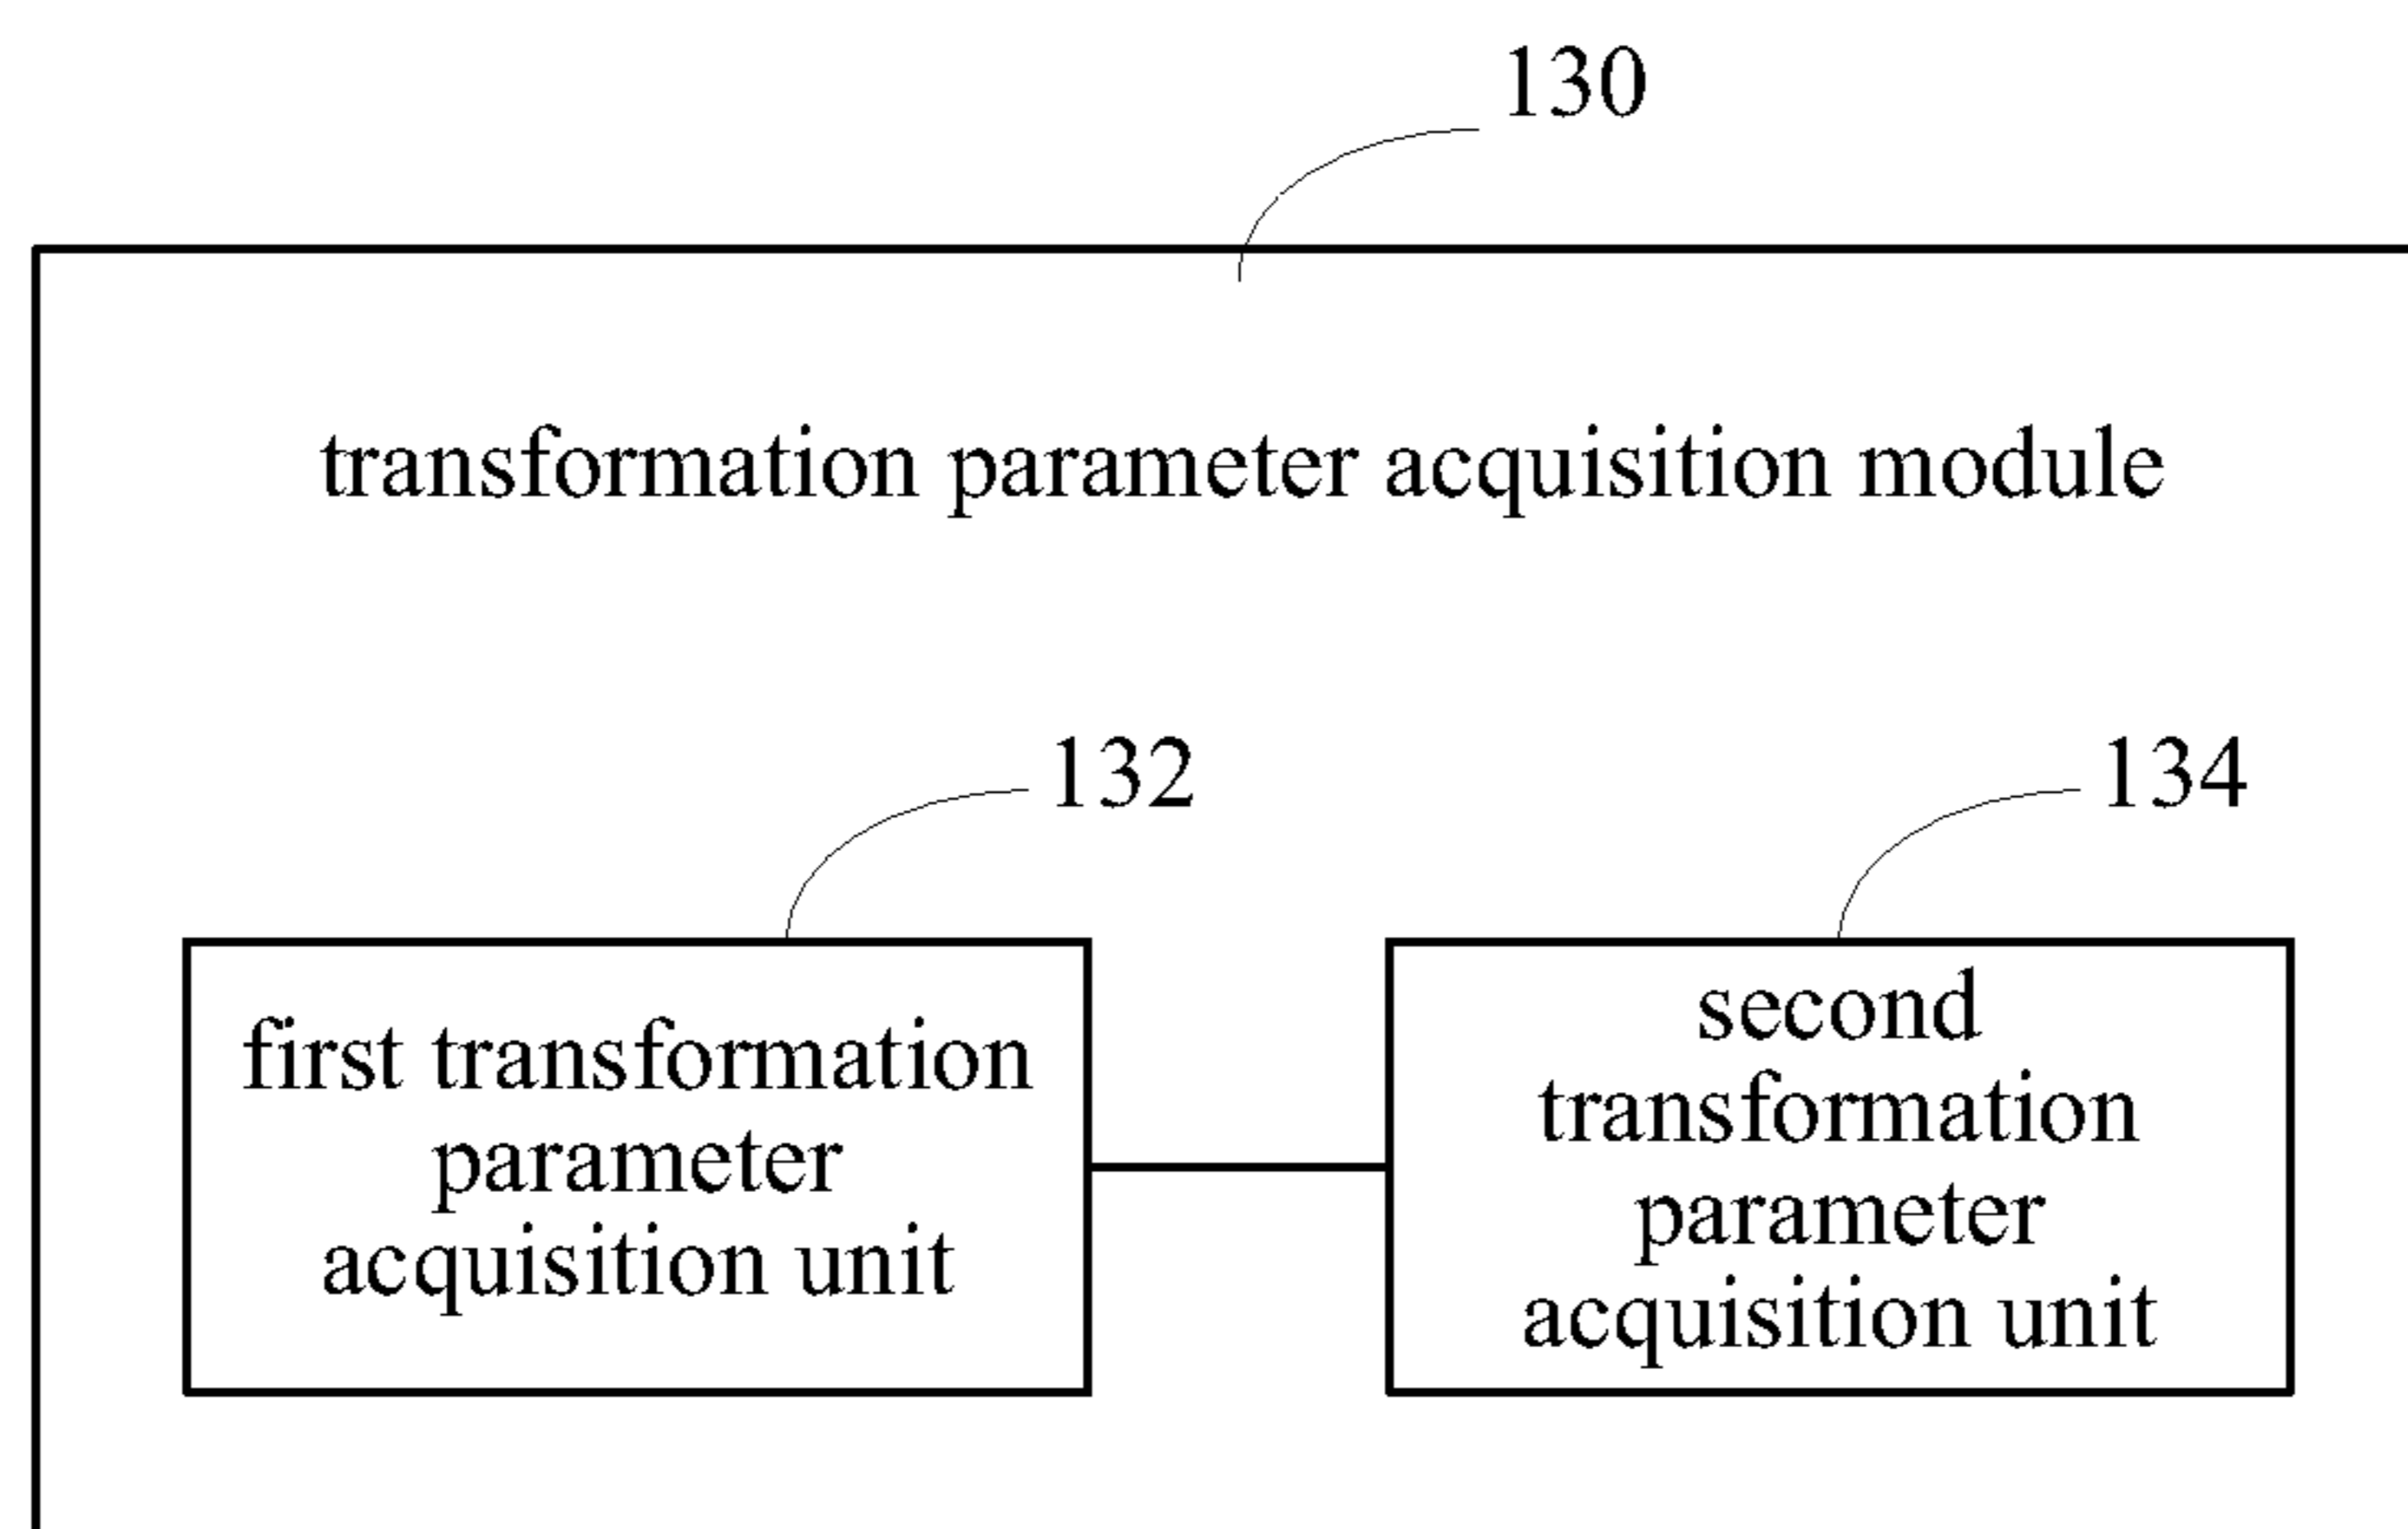 130
transformation parameter acquisition module
132
134
first transformation
parameter
acquisition unit
second
transformation
parameter
acquisition unit